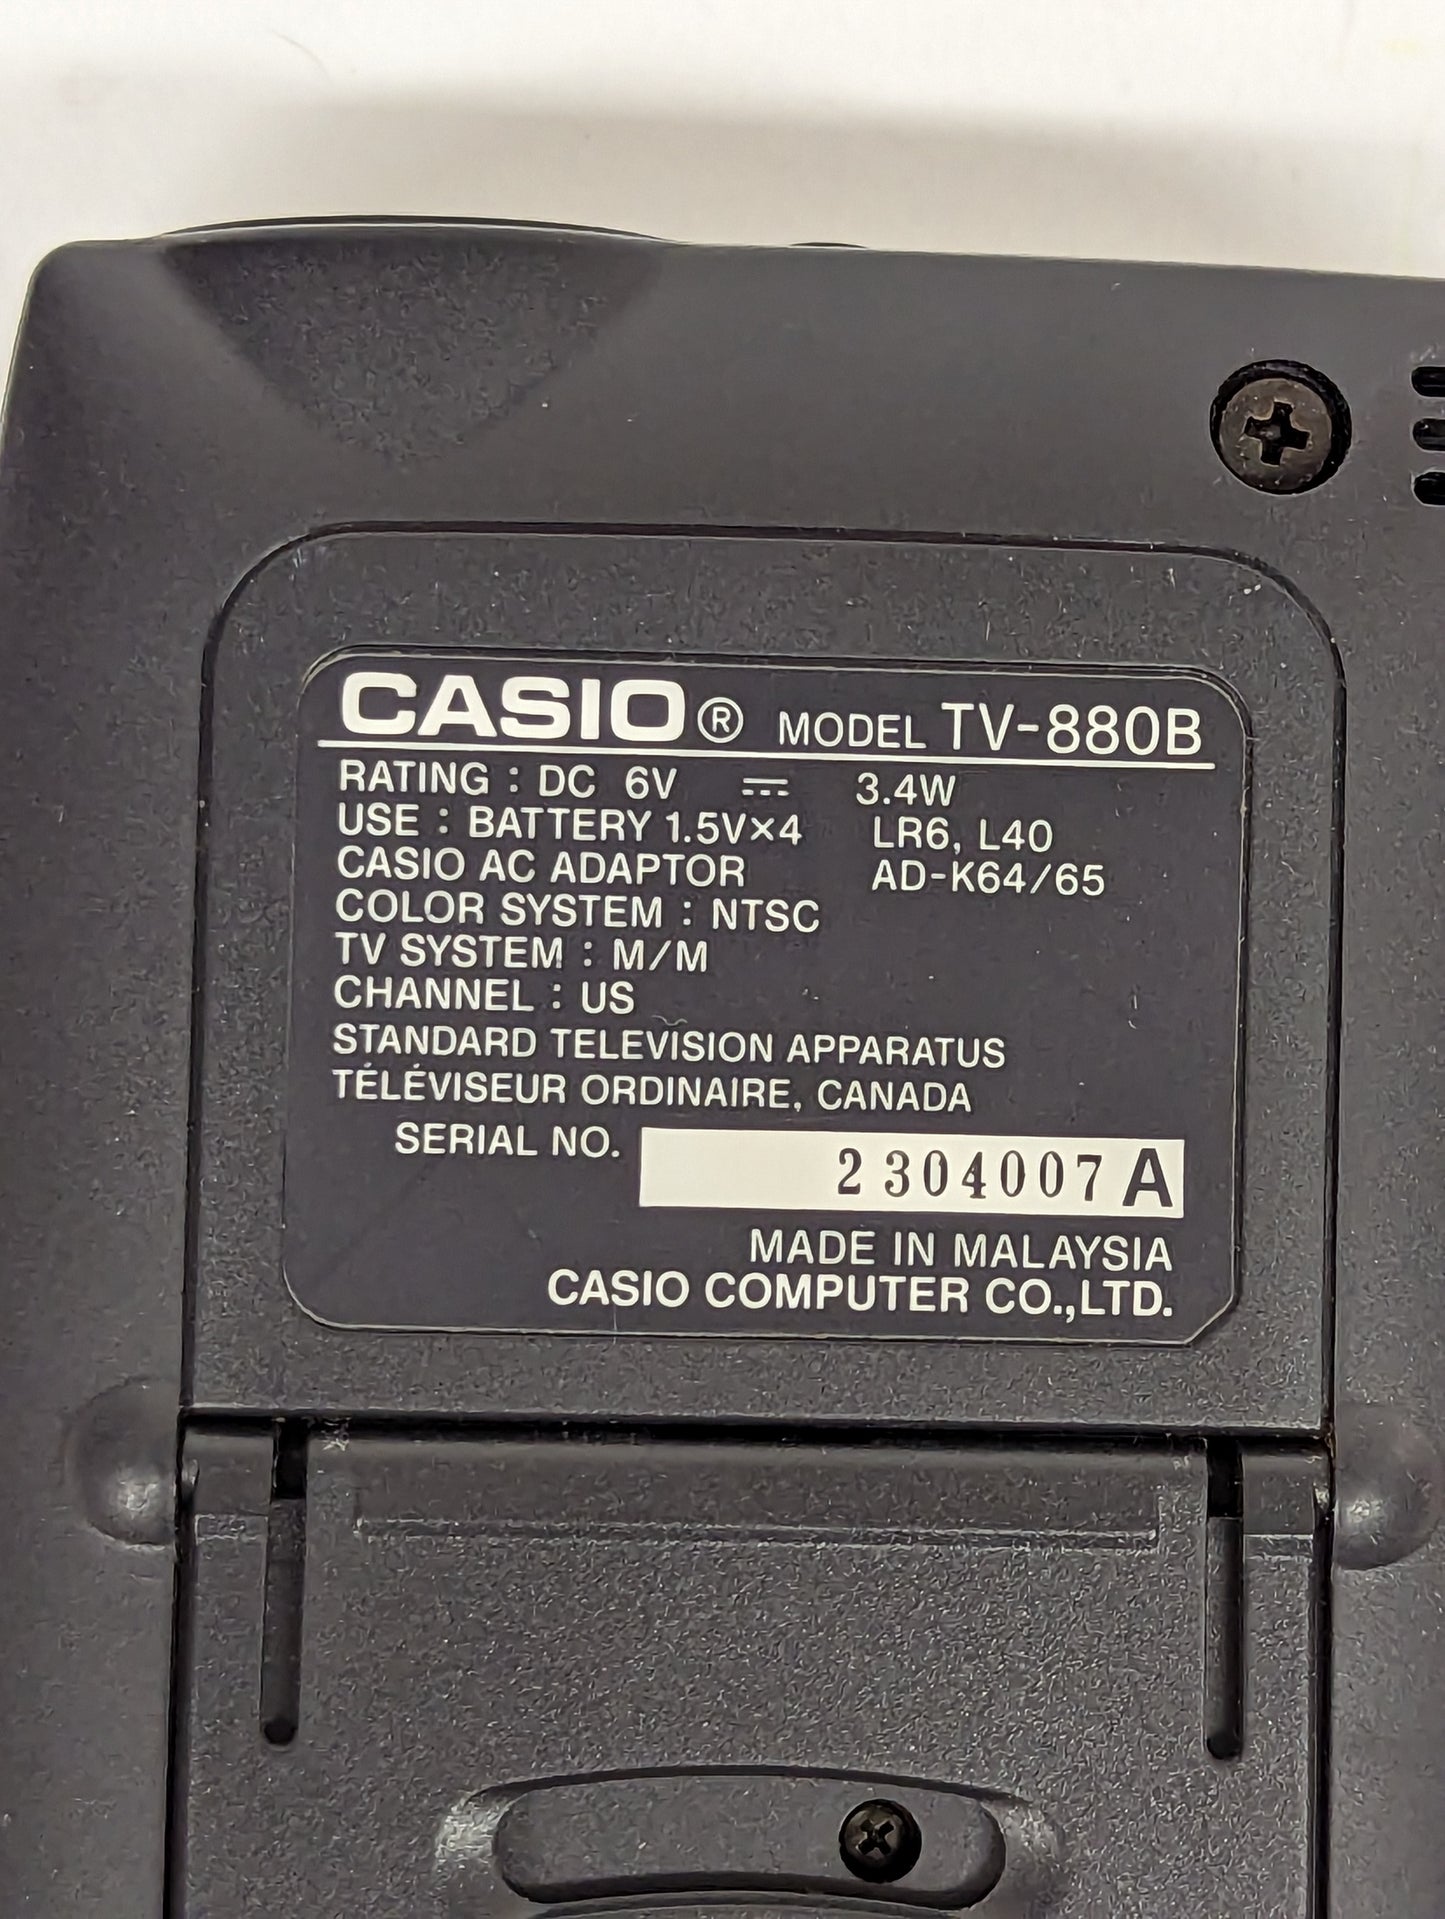 CASIO® MODEL TV-880B
RATING : DC 6V ⎓ 3.4W
USE : BATTERY 1.5V×4 LR6, L40
CASIO AC ADAPTOR AD-K64/65
COLOR SYSTEM : NTSC
TV SYSTEM : M/M
CHANNEL : US
STANDARD TELEVISION APPARATUS
TÉLÉVISEUR ORDINAIRE, CANADA
SERIAL NO. 2304007A
MADE IN MALAYSIA
CASIO COMPUTER CO.,LTD.